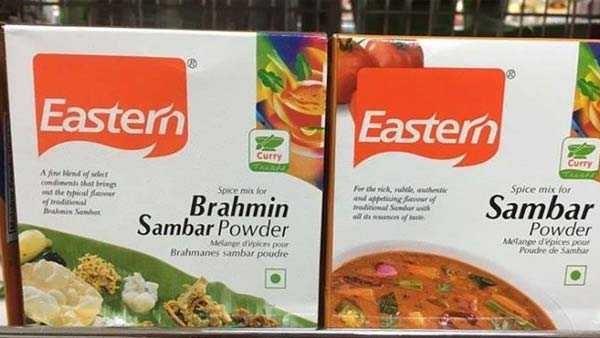 Eastern®
Curry
A fine blend of select
condiments that brings
out the typical flavour
of traditional
Brahmin Sambar.
Spice mix for
Brahmin
Sambar Powder
Mélange d'épices pour
Brahmanes sambar poudre
Eastern®
Curry
For the rich, subtle, authentic
and appetising flavour of
traditional Sambar with
all its nuances of taste.
Spice mix for
Sambar
Powder
Mélange d'épices pour
Poudre de Sambar